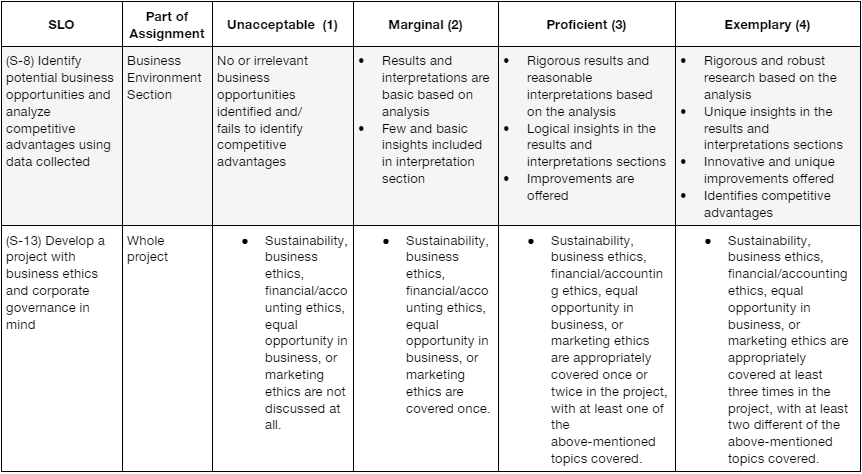 SLO
Part of
Assignment
Unacceptable (1)
Marginal (2)
Proficient (3)
Exemplary (4)
(S-8) Identify
potential business
opportunities and
analyze
competitive
advantages using
data collected
Business
Environment
Section
No or irrelevant
business
opportunities
identified and/
fails to identify
competitive
advantages
● Results and
interpretations are
basic based on
analysis
● Few and basic
insights included
in interpretation
section
● Rigorous results and
reasonable
interpretations based
on the analysis
● Logical insights in the
results and
interpretations sections
● Improvements are
offered
● Rigorous and robust
research based on the
analysis
● Unique insights in the
results and
interpretations sections
● Innovative and unique
improvements offered
● Identifies competitive
advantages
(S-13) Develop a
project with
business ethics
and corporate
governance in
mind
Whole
project
● Sustainability,
business
ethics,
financial/acco
unting ethics,
equal
opportunity in
business, or
marketing
ethics are not
discussed at
all.
● Sustainability,
business
ethics,
financial/acco
unting ethics,
equal
opportunity in
business, or
marketing
ethics are
covered once.
● Sustainability,
business ethics,
financial/accountin
g ethics, equal
opportunity in
business, or
marketing ethics
are appropriately
covered once or
twice in the project,
with at least one of
the
above-mentioned
topics covered.
● Sustainability,
business ethics,
financial/accounting
ethics, equal
opportunity in
business, or
marketing ethics are
appropriately
covered at least
three times in the
project, with at least
two different of the
above-mentioned
topics covered.